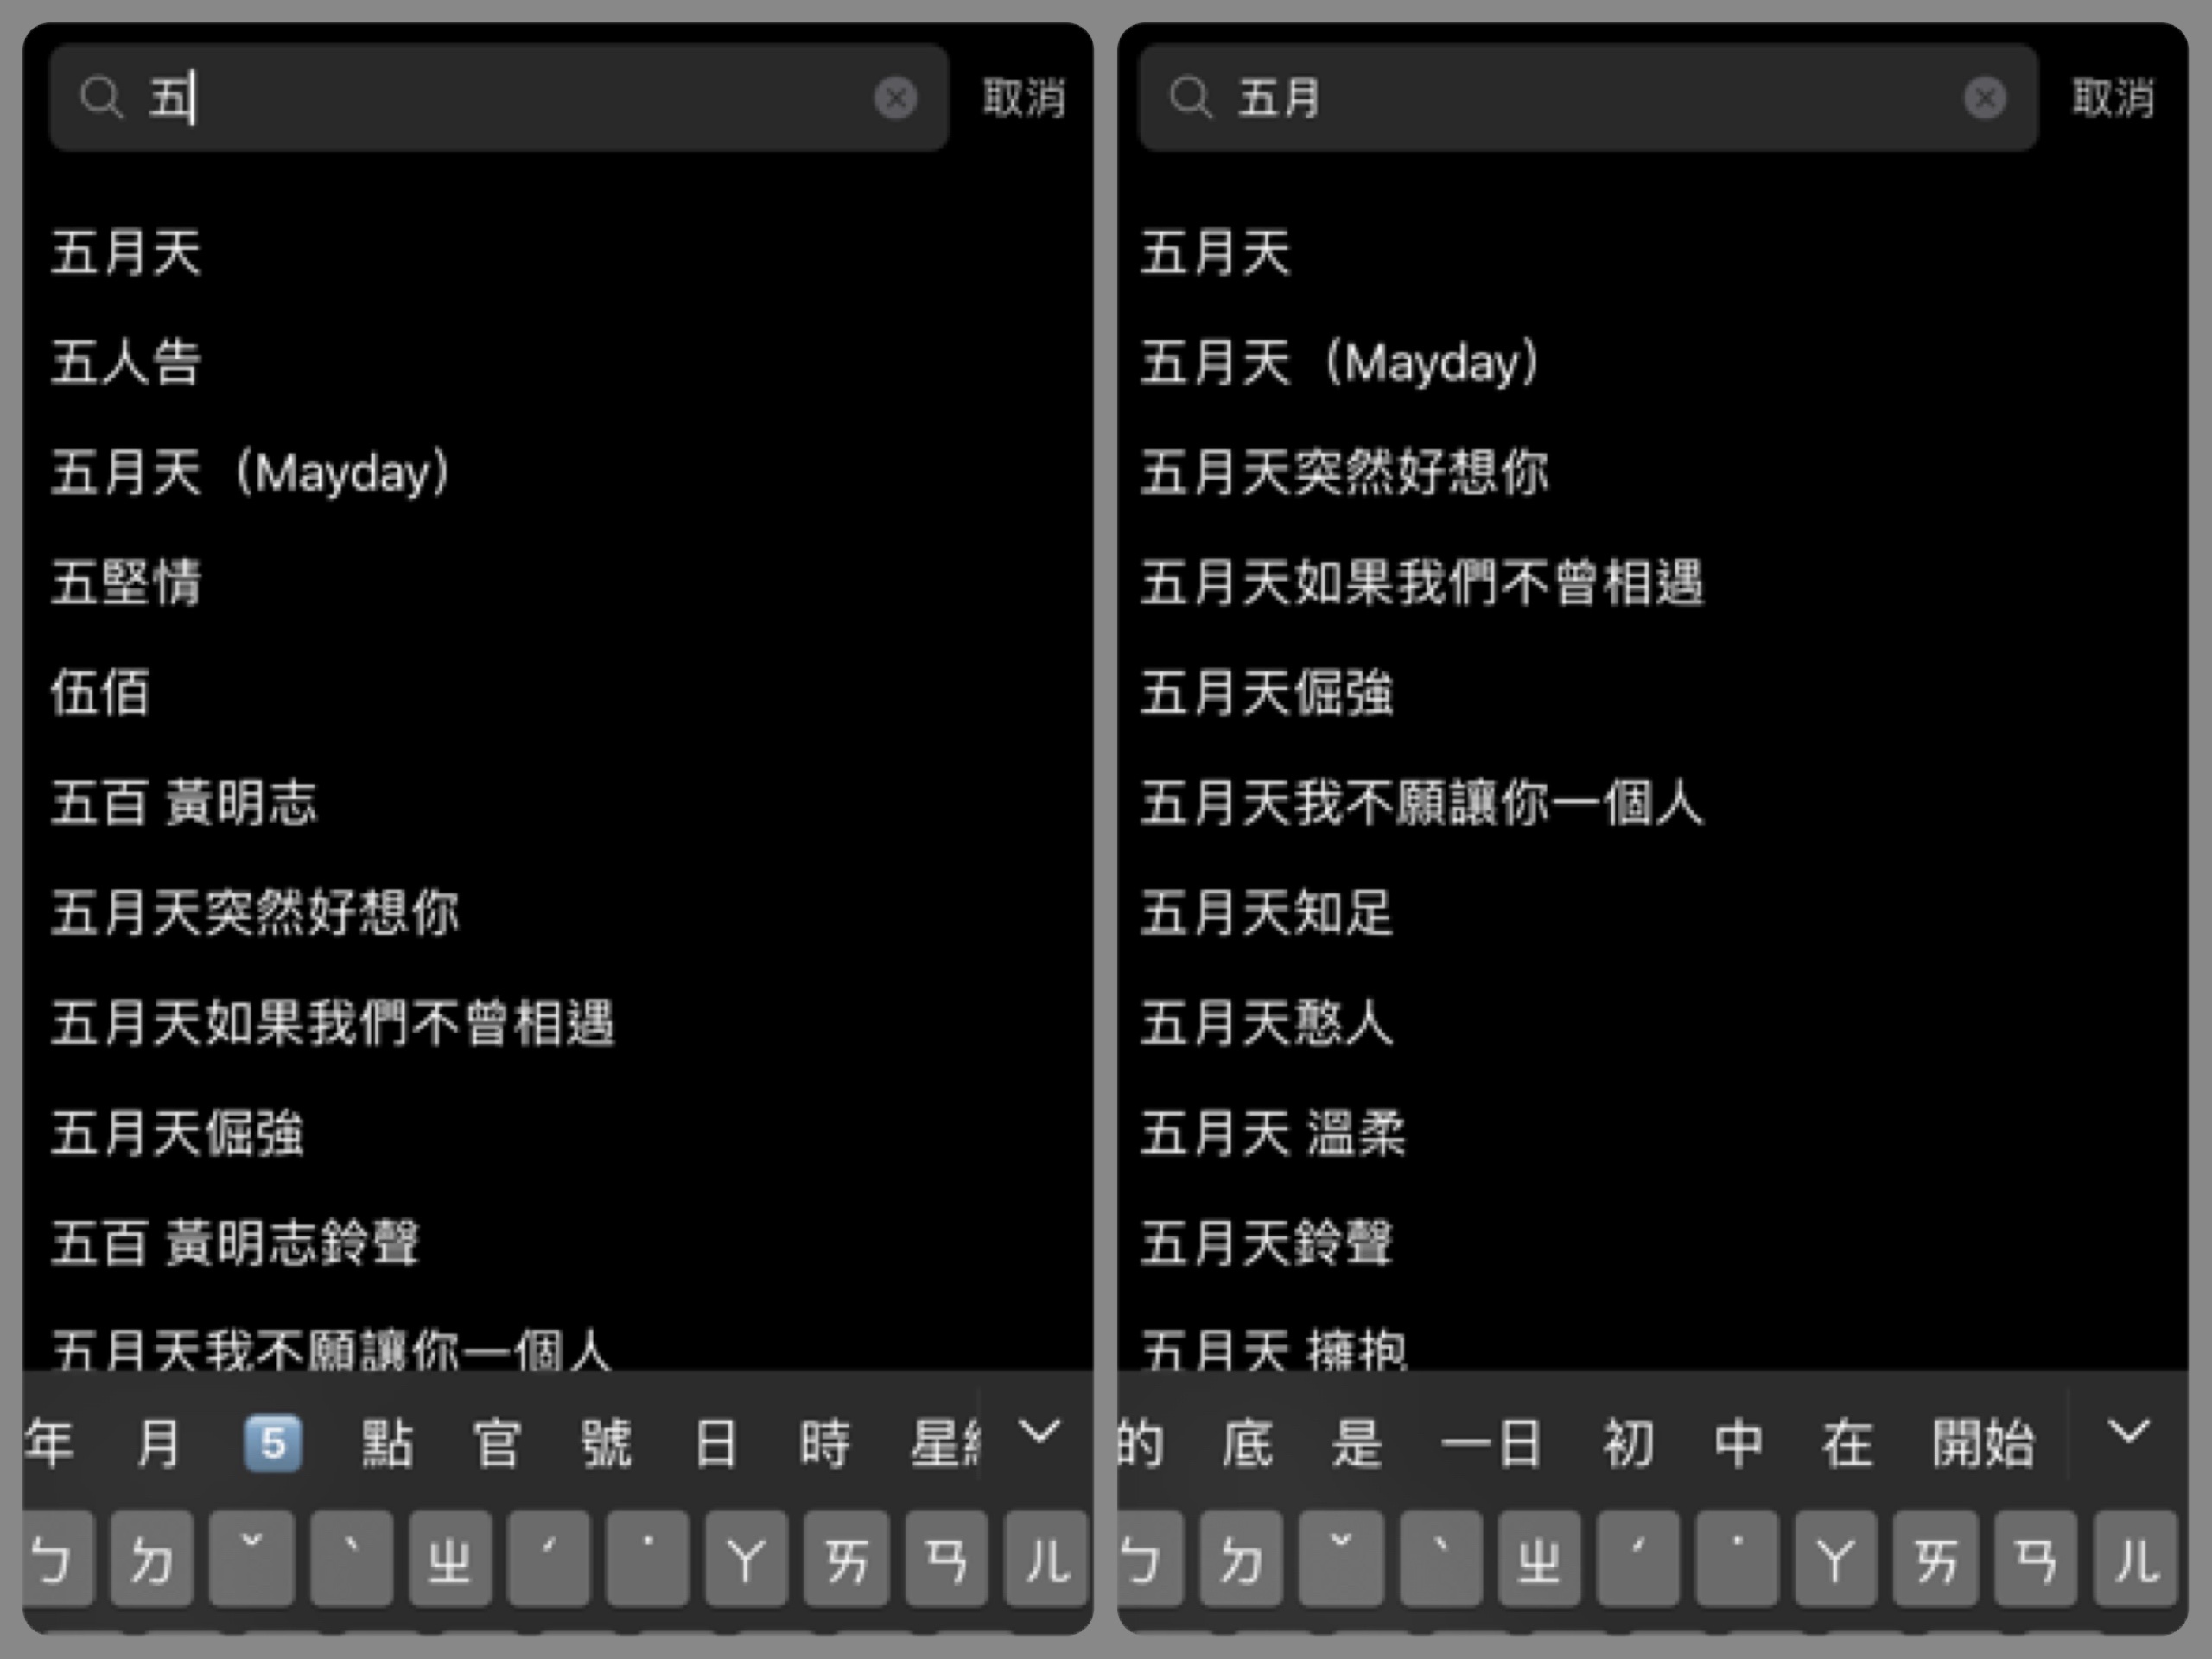 五
取消
五月天
五人告
五月天（Mayday）
五堅情
伍佰
五百 黃明志
五月天突然好想你
五月天如果我們不曾相遇
五月天倔強
五百 黃明志鈴聲
五月天我不願讓你一個人
年 月 5 點 官 號 日 時 星
ㄅ ㄉ ˇ ˋ ㄓ ˊ ˙ ㄚ ㄞ ㄢ ㄦ
五月
取消
五月天
五月天（Mayday）
五月天突然好想你
五月天如果我們不曾相遇
五月天倔強
五月天我不願讓你一個人
五月天知足
五月天憨人
五月天 溫柔
五月天鈴聲
五月天 擁抱
的 底 是 一日 初 中 在 開始
ㄅ ㄉ ˇ ˋ ㄓ ˊ ˙ ㄚ ㄞ ㄢ ㄦ